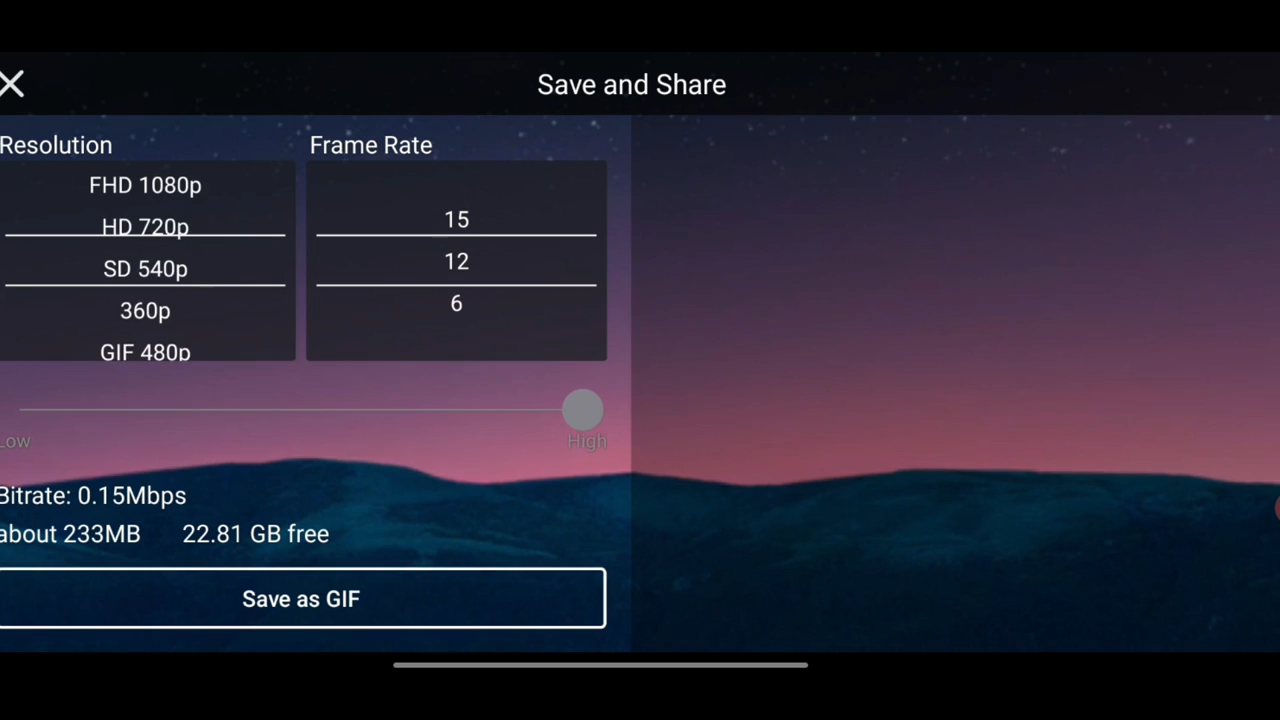 Save and Share
Resolution
Frame Rate
FHD 1080p
HD 720p
SD 540p
360p
GIF 480p
15
12
6
Low
High
Bitrate: 0.15Mbps
about 233MB 22.81 GB free
Save as GIF